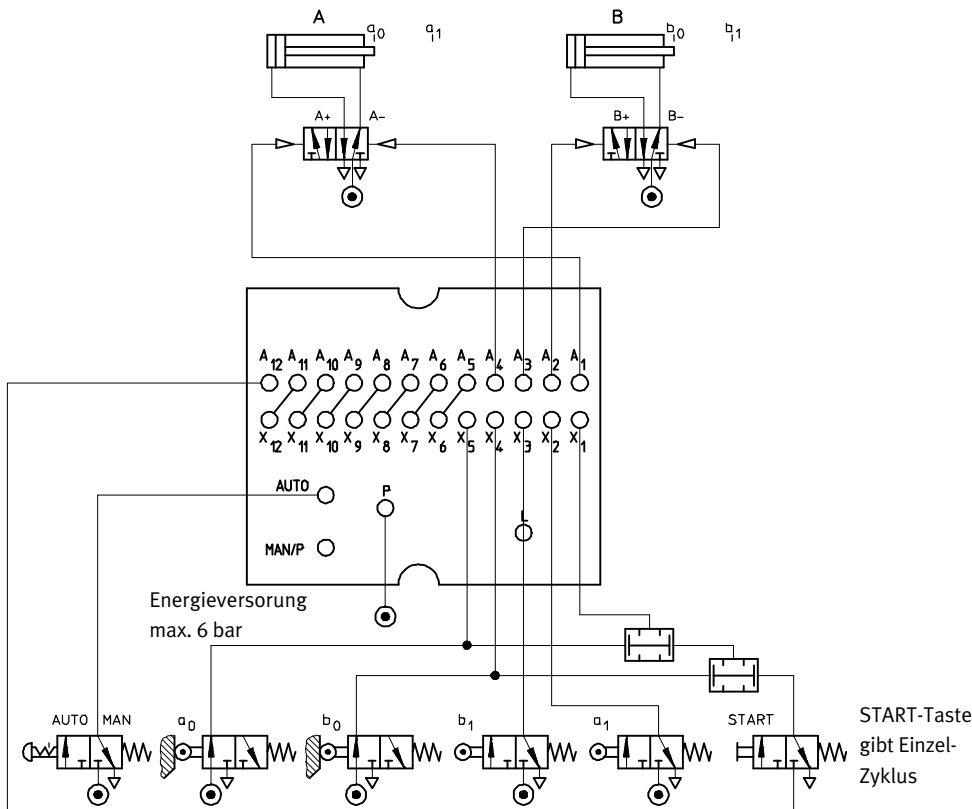 A B
a0 a1 b0 b1
A+ A- B+ B-
A12 A11 A10 A9 A8 A7 A6 A5 A4 A3 A2 A1
X12 X11 X10 X9 X8 X7 X6 X5 X4 X3 X2 X1
AUTO P L
MAN/P
Energieversorung
max. 6 bar
AUTO MAN a0 b0 b1 a1 START
START-Taste
gibt Einzel-
Zyklus